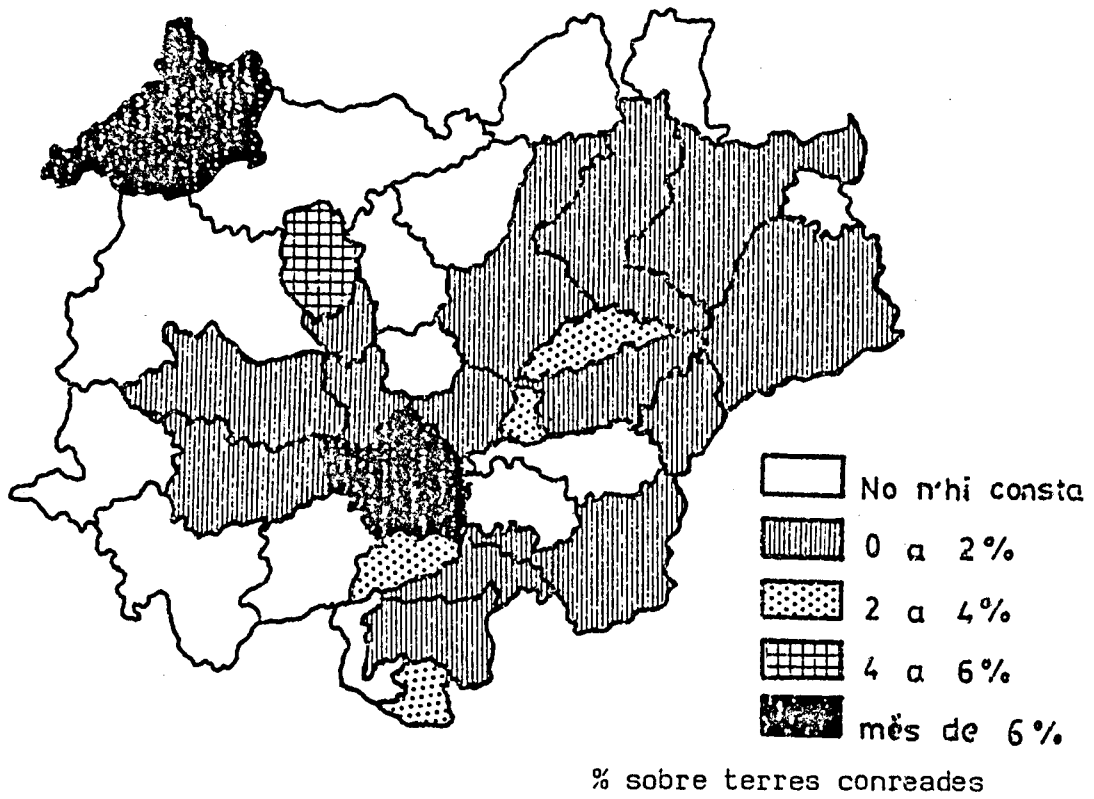 No n'hi consta
0 a 2%
2 a 4%
4 a 6%
més de 6%
% sobre terres conreades